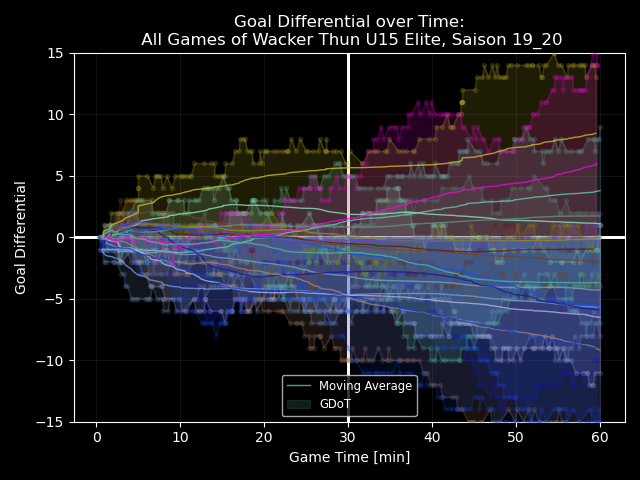 Goal Differential over Time:
All Games of Wacker Thun U15 Elite, Saison 19_20
15
10
5
0
−5
−10
−15
Goal Differential
Moving Average
GDoT
0 10 20 30 40 50 60
Game Time [min]